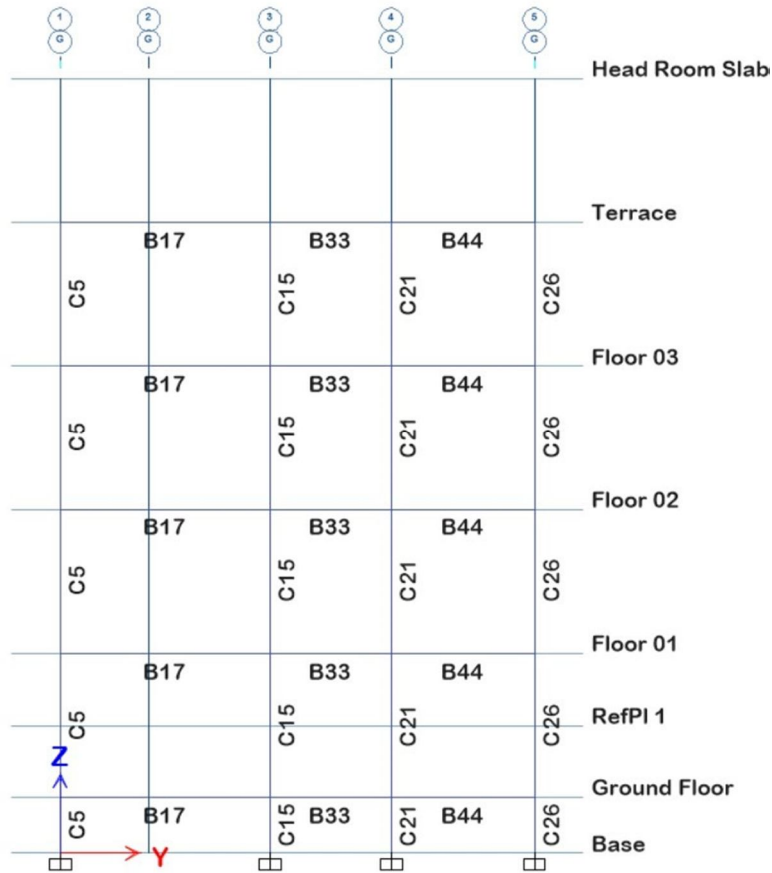 1 2 3 4 5
G G G G G
Head Room Slab
Terrace
B17 B33 B44
C5 C15 C21 C26
Floor 03
B17 B33 B44
C5 C15 C21 C26
Floor 02
B17 B33 B44
C5 C15 C21 C26
Floor 01
B17 B33 B44
C5 C15 C21 C26 RefPl 1
Z
Ground Floor
C5 B17 C15 B33 C21 B44 C26
Base
Y